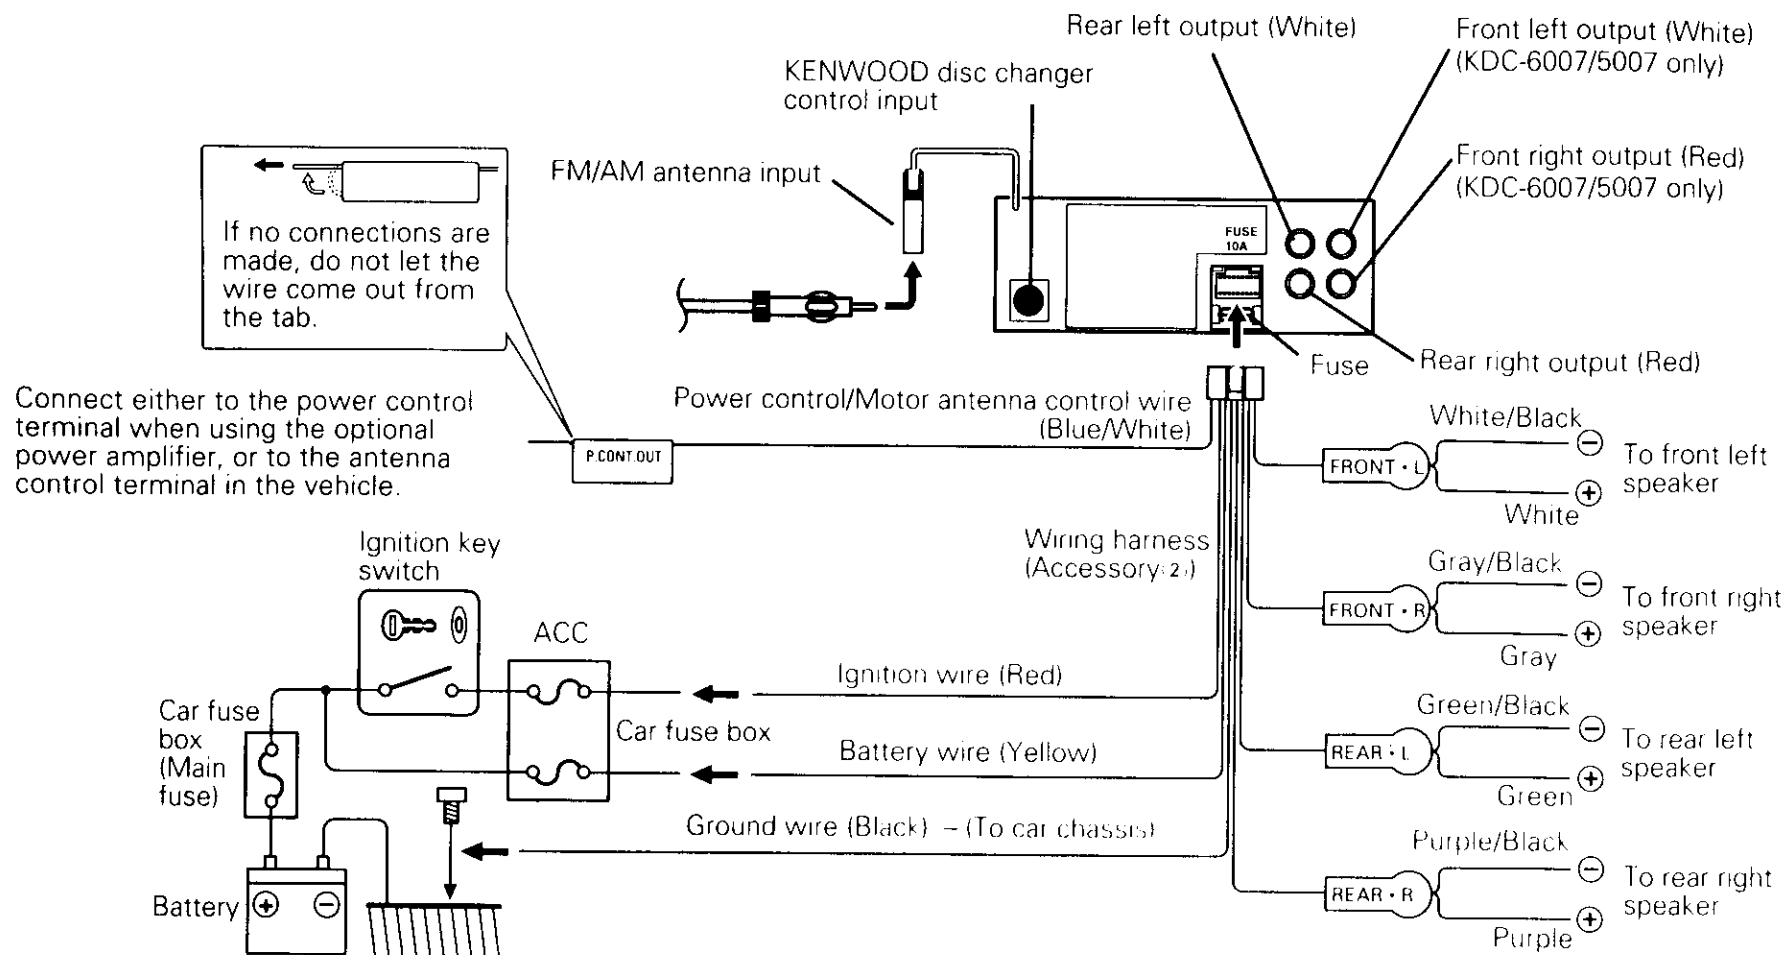 Rear left output (White)
Front left output (White)
(KDC-6007/5007 only)
KENWOOD disc changer
control input
FM/AM antenna input
Front right output (Red)
(KDC-6007/5007 only)
If no connections are
made, do not let the
wire come out from
the tab.
FUSE
10A
Fuse
Rear right output (Red)
Connect either to the power control
terminal when using the optional
power amplifier, or to the antenna
control terminal in the vehicle.
Power control/Motor antenna control wire
(Blue/White)
P.CONT.OUT
White/Black
FRONT・L
⊖
⊕
To front left
speaker
White
Wiring harness
(Accessory 2)
Gray/Black
FRONT・R
⊖
⊕
To front right
speaker
Gray
Ignition key
switch
ACC
Ignition wire (Red)
Car fuse
box
(Main
fuse)
Car fuse box
Battery wire (Yellow)
Green/Black
REAR・L
⊖
⊕
To rear left
speaker
Green
Ground wire (Black) – (To car chassis)
Purple/Black
REAR・R
⊖
⊕
To rear right
speaker
Purple
Battery
⊕ ⊖